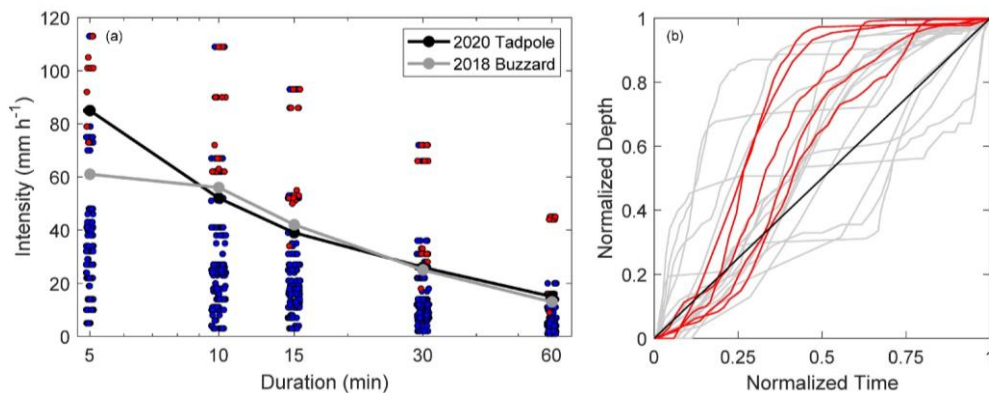 (a)
2020 Tadpole
2018 Buzzard
120
100
80
60
40
20
0
Intensity (mm h⁻¹)
5 10 15 30 60
Duration (min)
(b)
1
0.8
0.6
0.4
0.2
0
Normalized Depth
0 0.25 0.5 0.75 1
Normalized Time